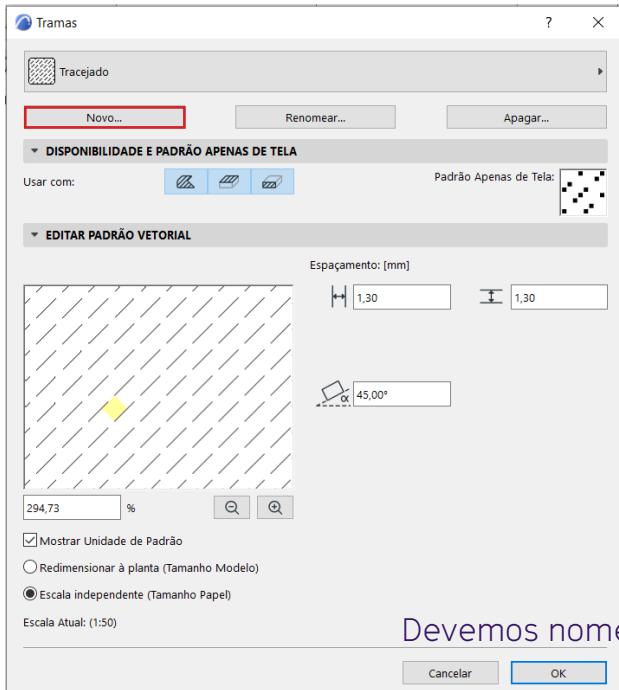 Tramas ? ×
Tracejado
Novo... Renomear... Apagar...
DISPONIBILIDADE E PADRÃO APENAS DE TELA
Usar com: Padrão Apenas de Tela:
EDITAR PADRÃO VETORIAL
Espaçamento: [mm]
1,30 1,30
α 45,00°
294,73 %
Mostrar Unidade de Padrão
Redimensionar à planta (Tamanho Modelo)
Escala independente (Tamanho Papel)
Escala Atual: (1:50)
Devemos nome
Cancelar OK